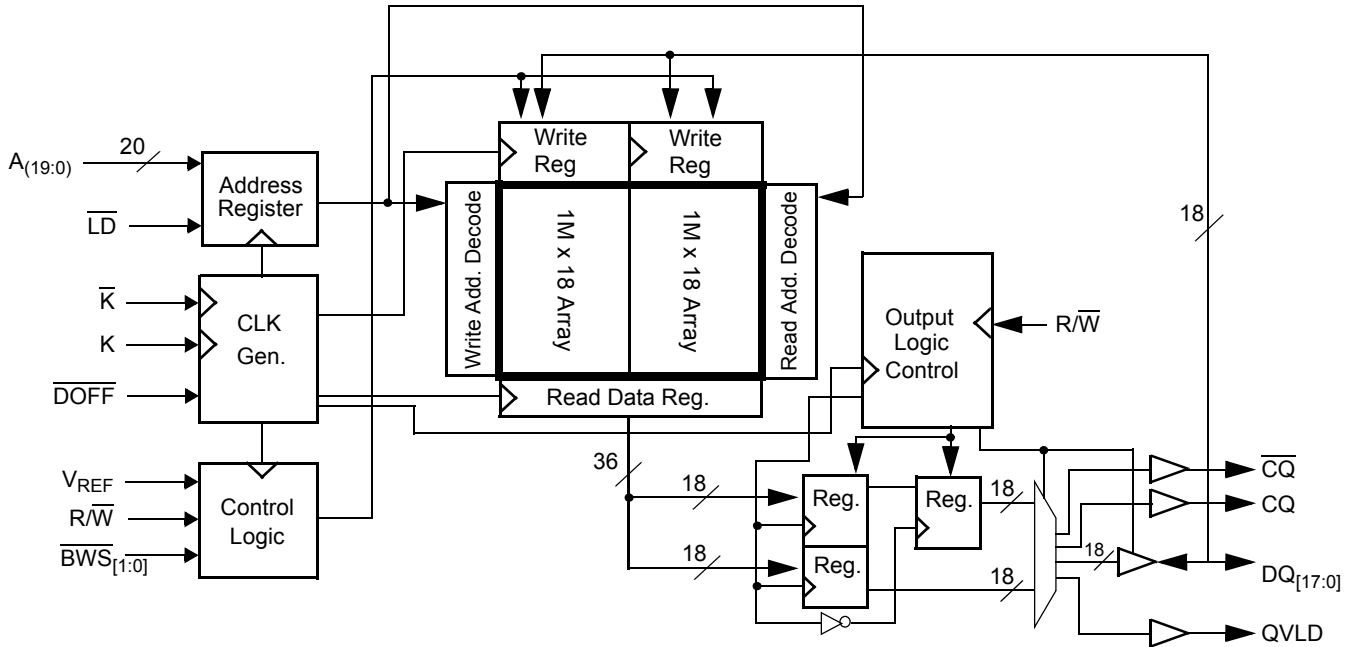 A(19:0)
20
Address
Register
LD
K
K
CLK
Gen.
DOFF
VREF
R/W
BWS[1:0]
Control
Logic
Write
Reg
Write
Reg
Write Add. Decode
1M x 18 Array
1M x 18 Array
Read Add. Decode
Read Data Reg.
18
Output
Logic
Control
R/W
36
18
18
Reg.
Reg.
Reg.
18
18
18
CQ
CQ
DQ[17:0]
QVLD